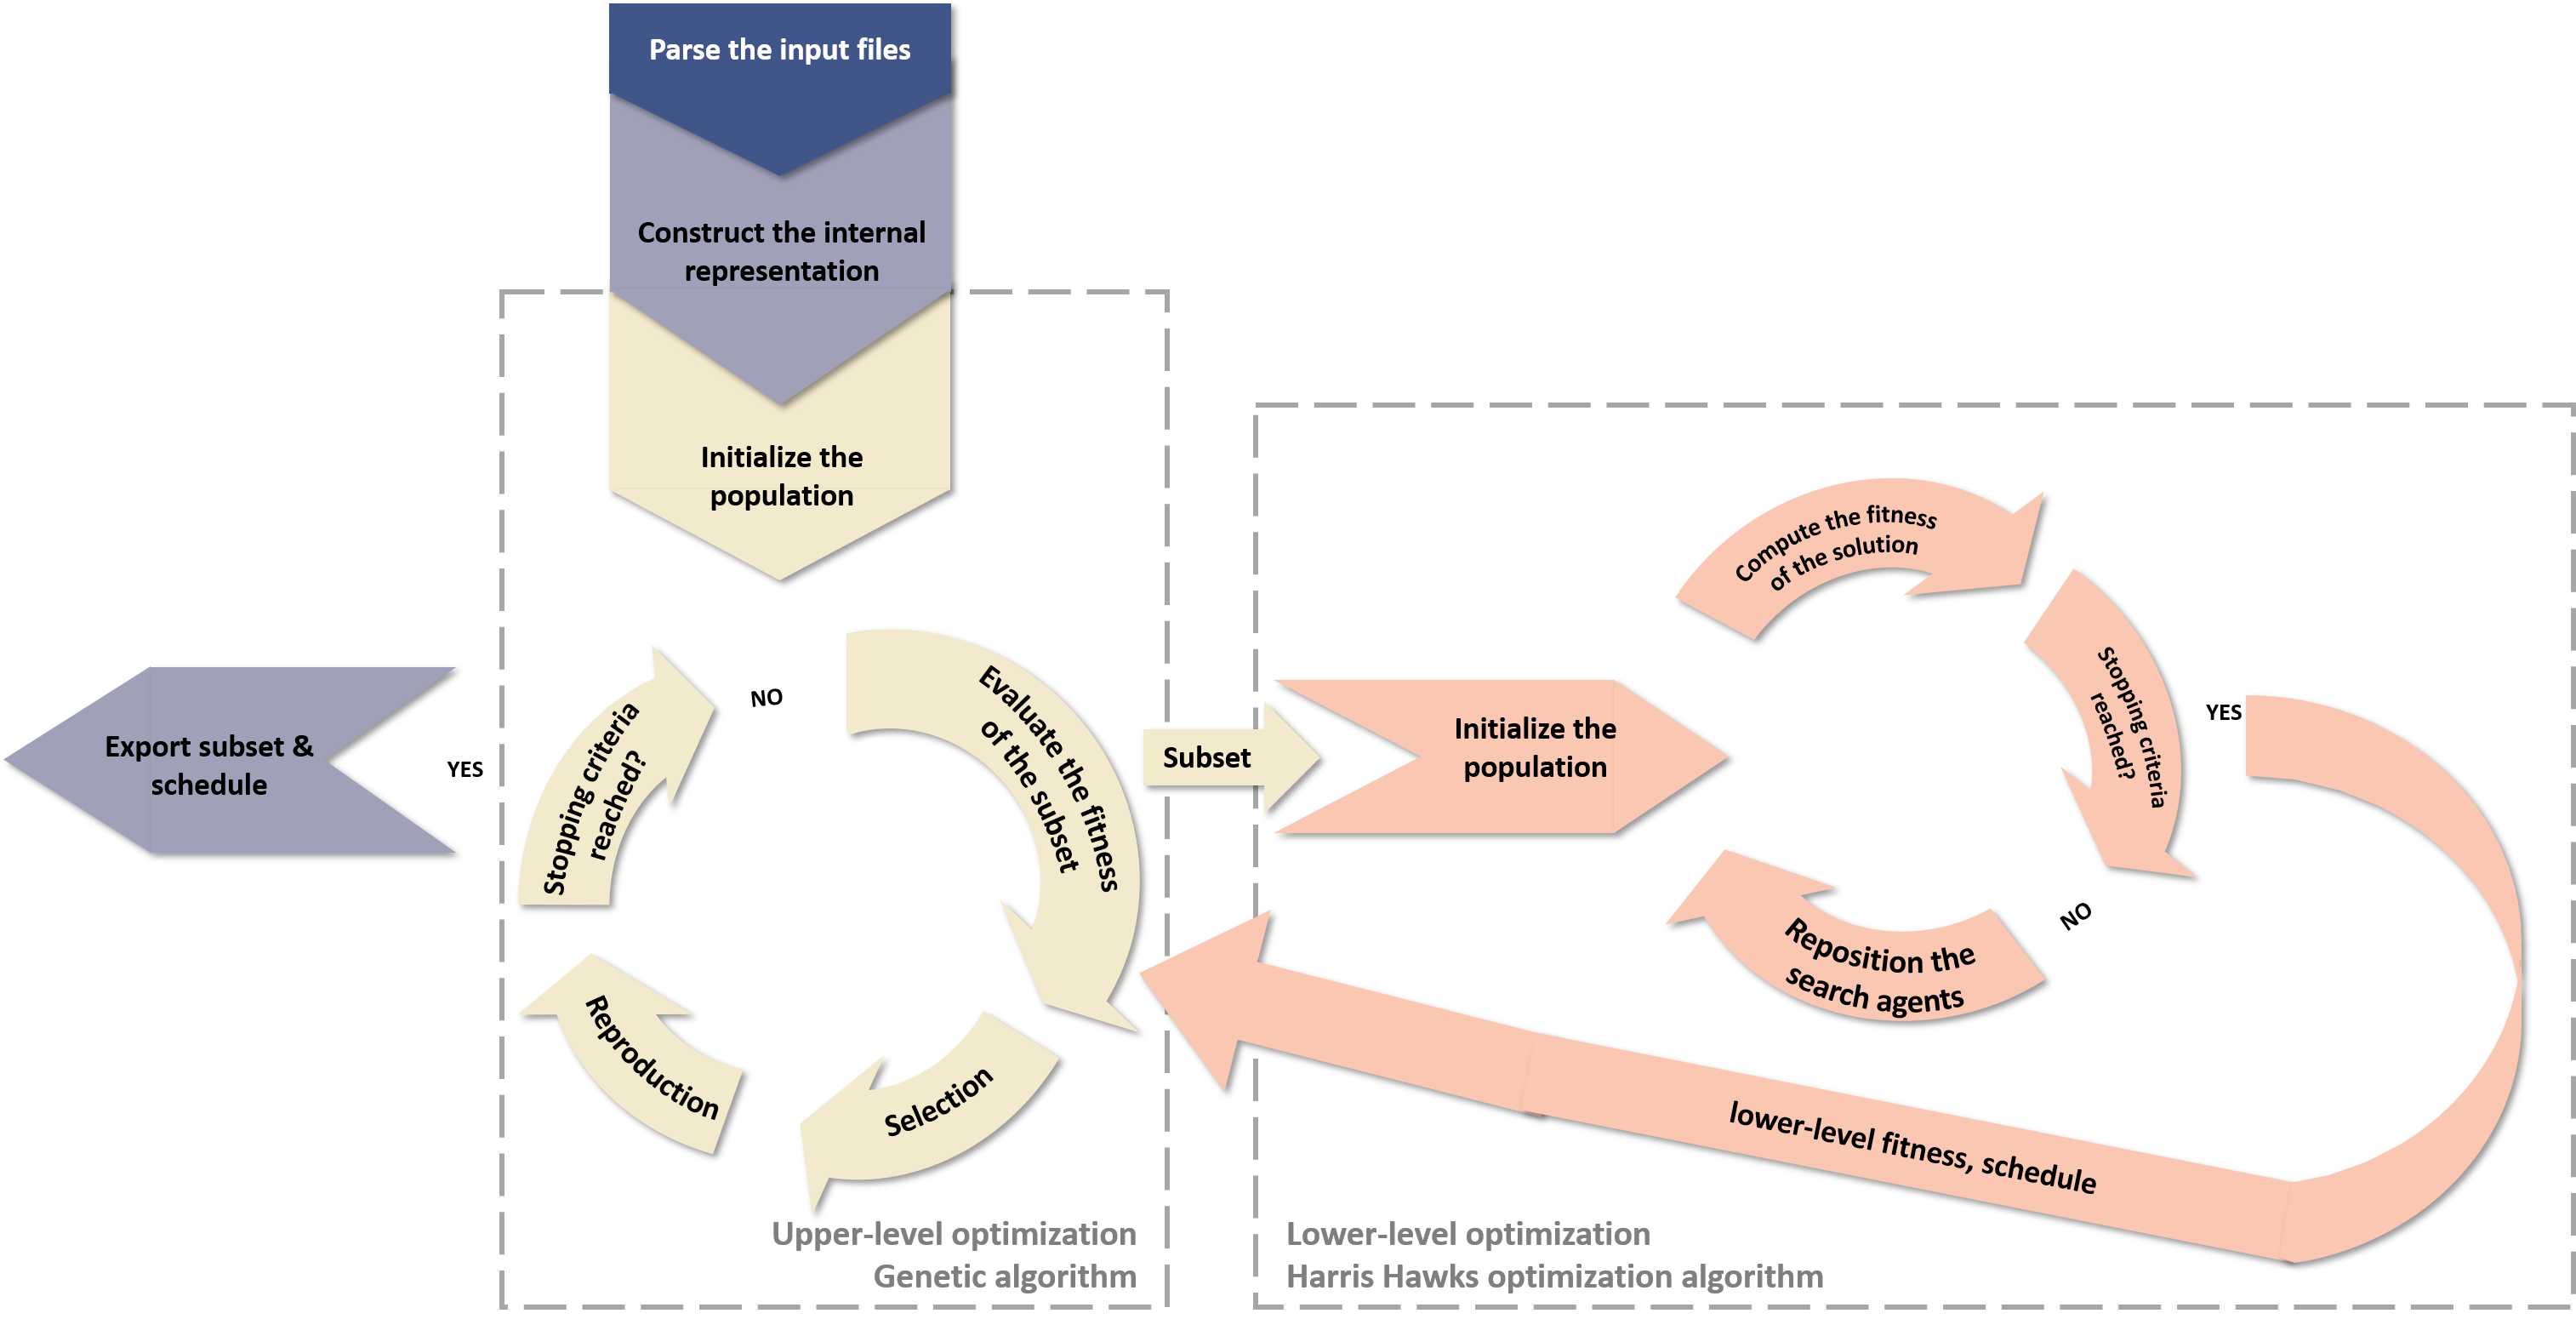 Parse the input files
Construct the internal
representation
Initialize the
population
Export subset &
schedule
YES
Stopping criteria
reached?
NO
Evaluate the fitness
of the subset
Selection
Reproduction
Upper-level optimization
Genetic algorithm
Subset
Initialize the
population
Compute the fitness
of the solution
Stopping criteria
reached?
YES
NO
Reposition the
search agents
lower-level fitness, schedule
Lower-level optimization
Harris Hawks optimization algorithm